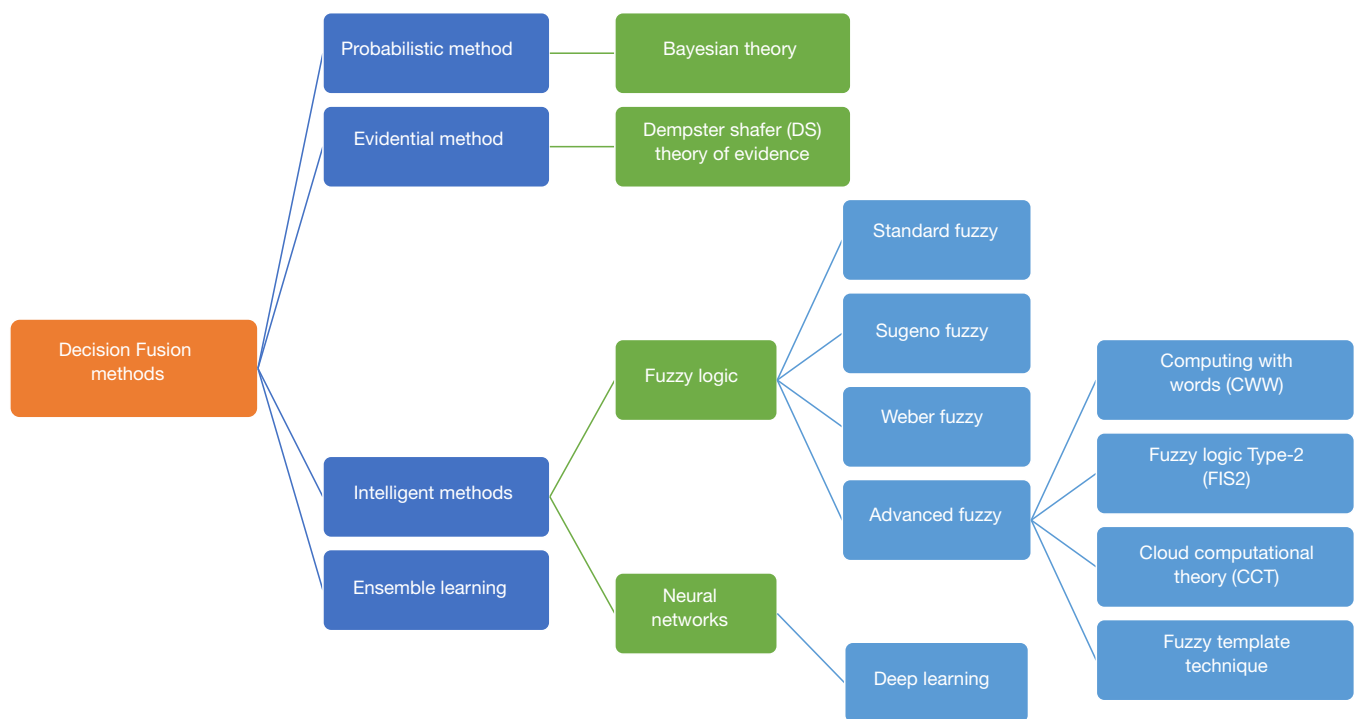 Probabilistic method
Bayesian theory
Evidential method
Dempster shafer (DS)
theory of evidence
Decision Fusion
methods
Intelligent methods
Ensemble learning
Fuzzy logic
Neural
networks
Standard fuzzy
Sugeno fuzzy
Weber fuzzy
Advanced fuzzy
Deep learning
Computing with
words (CWW)
Fuzzy logic Type-2
(FIS2)
Cloud computational
theory (CCT)
Fuzzy template
technique